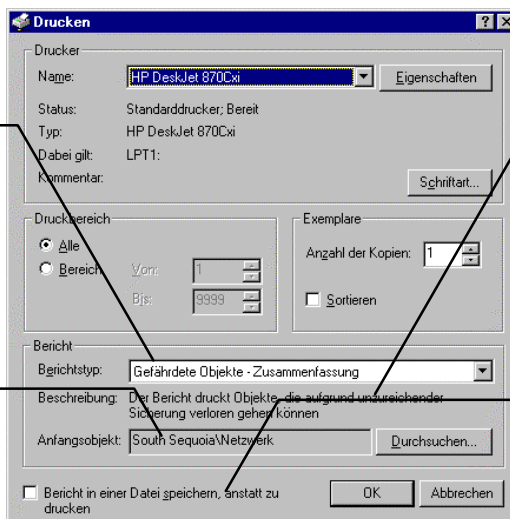 Drucken
Drucker
Name: HP DeskJet 870Cxi Eigenschaften
Status: Standarddrucker; Bereit
Typ: HP DeskJet 870Cxi
Dabei gilt: LPT1:
Kommentar:
Schriftart...
Druckbereich
Alle
Bereich
Von: 1
Bis: 9999
Exemplare
Anzahl der Kopien: 1
Sortieren
Bericht
Berichtstyp: Gefährdete Objekte - Zusammenfassung
Beschreibung: Der Bericht druckt Objekte, die aufgrund unzureichender
Sicherung verloren gehen können
Anfangsobjekt: South Sequoia\Netzwerk Durchsuchen...
Bericht in einer Datei speichern, anstatt zu
drucken
OK Abbrechen